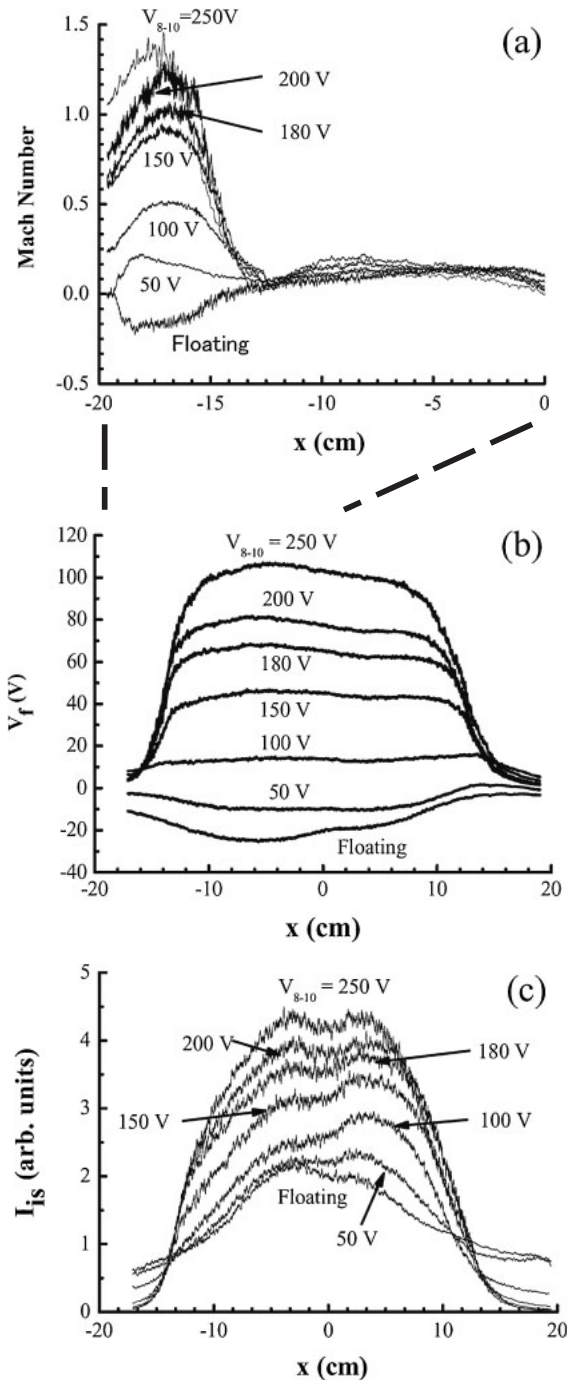 V8-10=250V
(a)
1.5
200 V
1.0
180 V
150 V
Mach Number
0.5
100 V
50 V
0.0
Floating
-0.5
-20 -15 -10 -5 0
x (cm)
120
V8-10 = 250 V
(b)
100
80
200 V
60
180 V
Vf (V)
40
150 V
20
100 V
0
50 V
-20
Floating
-40
-20 -10 0 10 20
x (cm)
5
V8-10 = 250 V
(c)
4
200 V
180 V
3
150 V
100 V
Iis (arb. units)
2
Floating
50 V
1
0
-20 -10 0 10 20
x (cm)